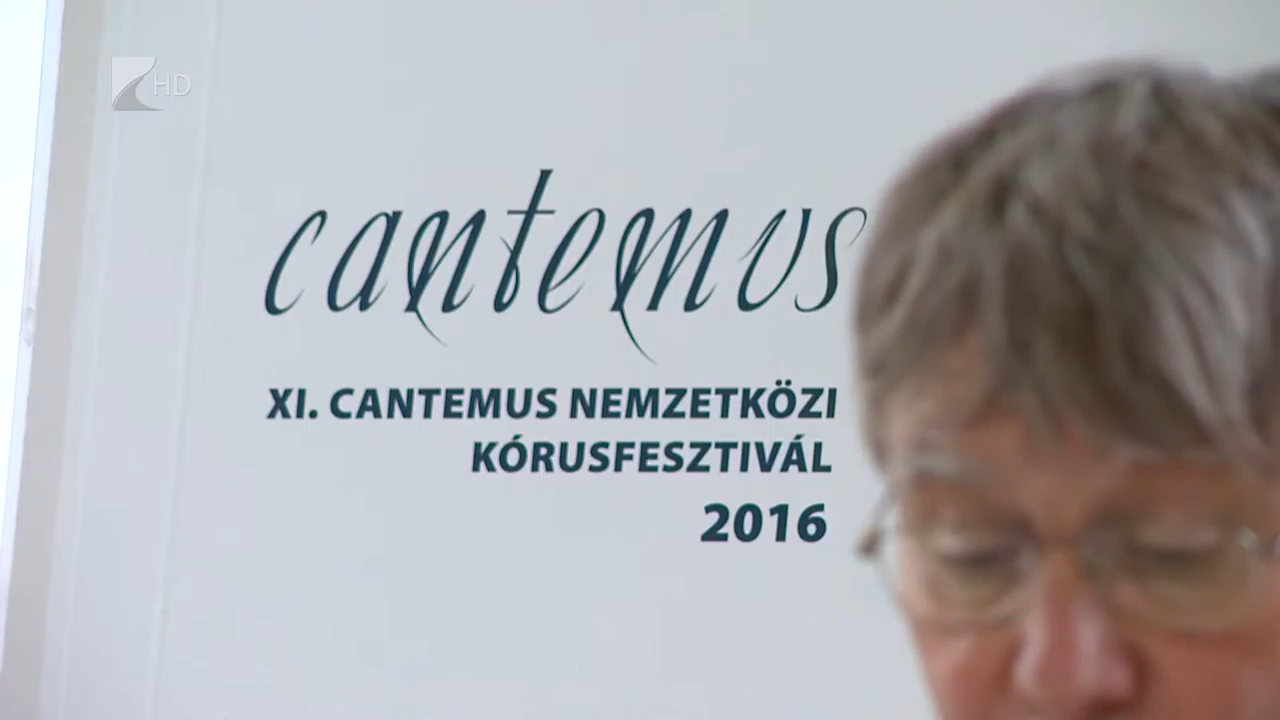 HD
cantemus
XI. CANTEMUS NEMZETKÖZI
KÓRUSFESZTIVÁL
2016